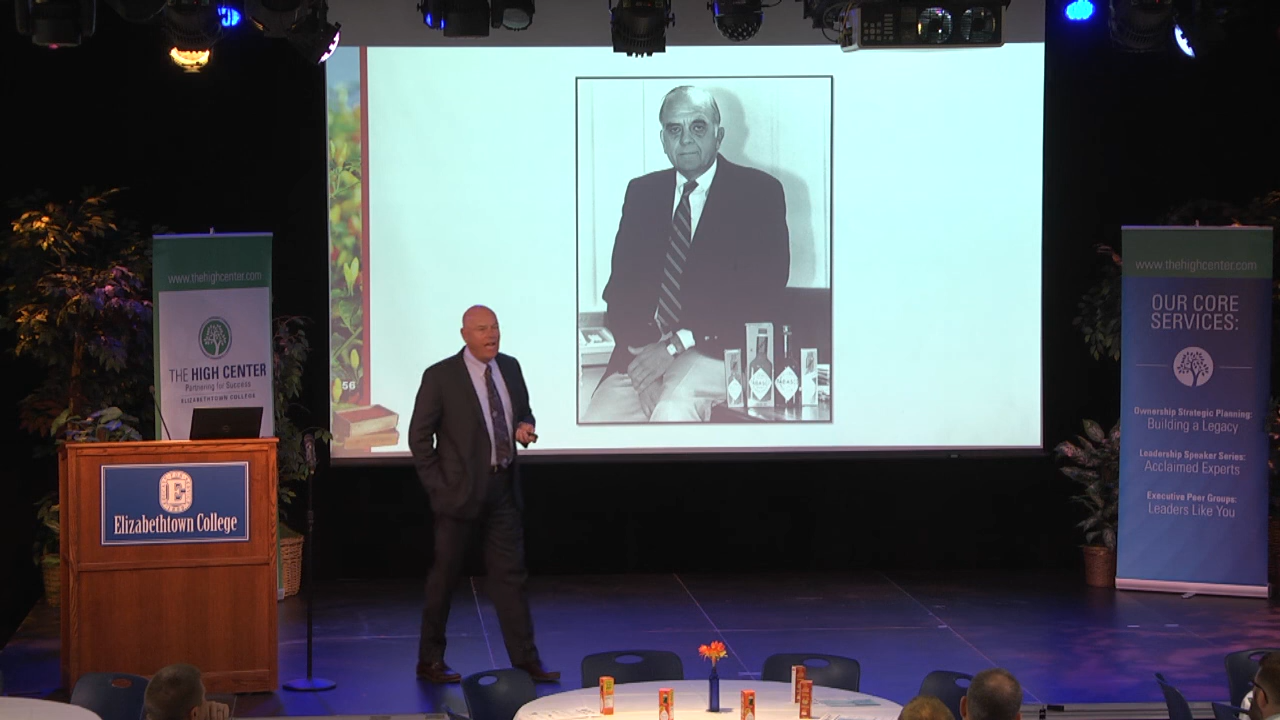 www.thehighcenter.com
THE HIGH CENTER
Partnering for Success
ELIZABETHTOWN COLLEGE
E
Elizabethtown College
56
www.thehighcenter.com
OUR CORE
SERVICES:
Ownership Strategic Planning:
Building a Legacy
Leadership Speaker Series:
Acclaimed Experts
Executive Peer Groups:
Leaders Like You